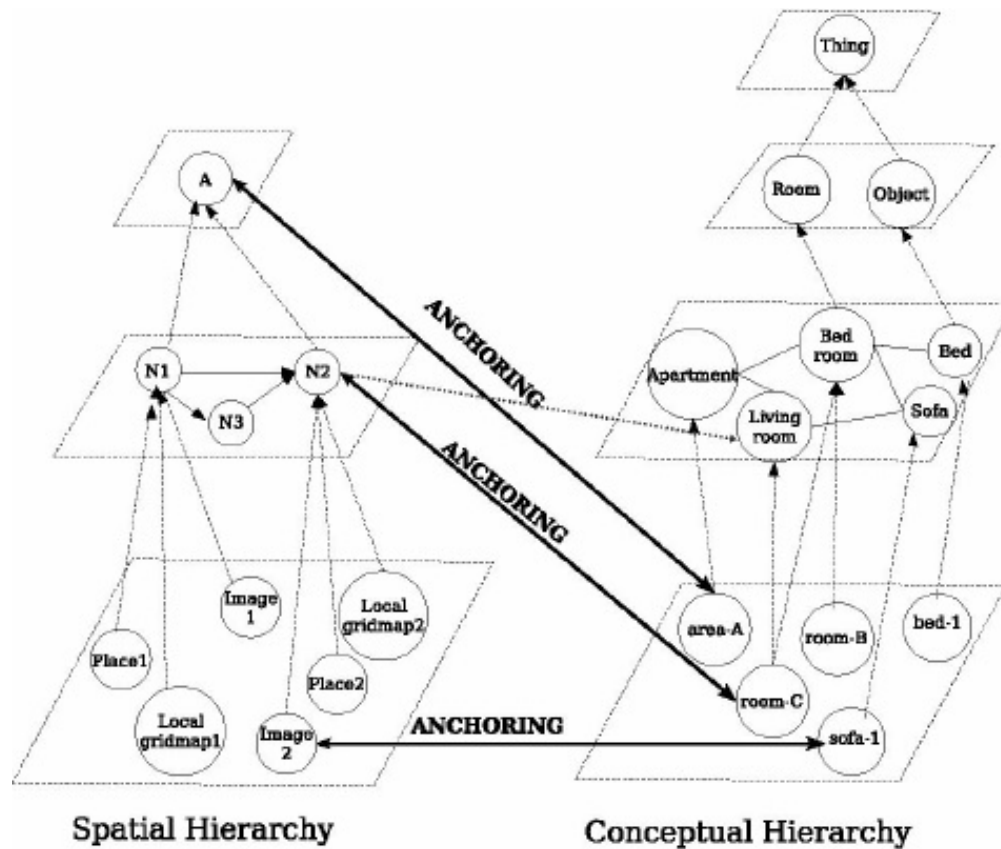 Thing
A
Room
Object
ANCHORING
N1
N2
N3
Apartment
Bed
room
Bed
Living
room
Sofa
ANCHORING
Image
1
Local
gridmap2
Place1
Place2
Local
gridmap1
Image
2
area-A
room-B
bed-1
room-C
sofa-1
ANCHORING
Spatial Hierarchy
Conceptual Hierarchy